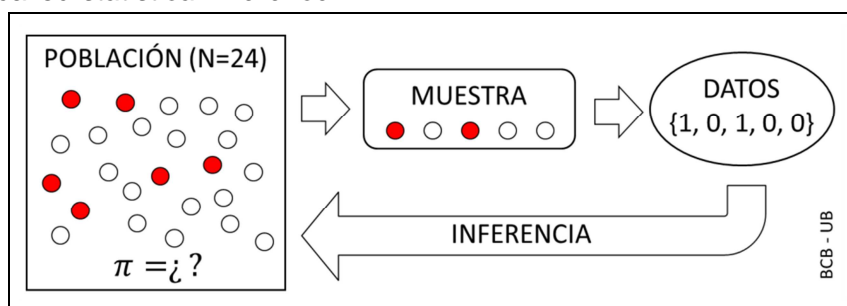 POBLACIÓN (N=24)
π =¿ ?
MUESTRA
DATOS
{1, 0, 1, 0, 0}
INFERENCIA
BCB - UB